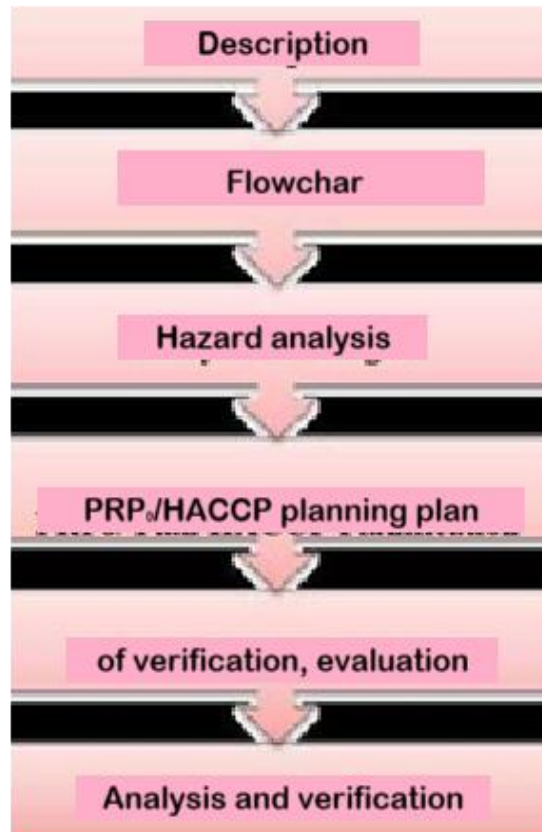 Description
Flowchar
Hazard analysis
PRPₒ/HACCP planning plan
of verification, evaluation
Analysis and verification